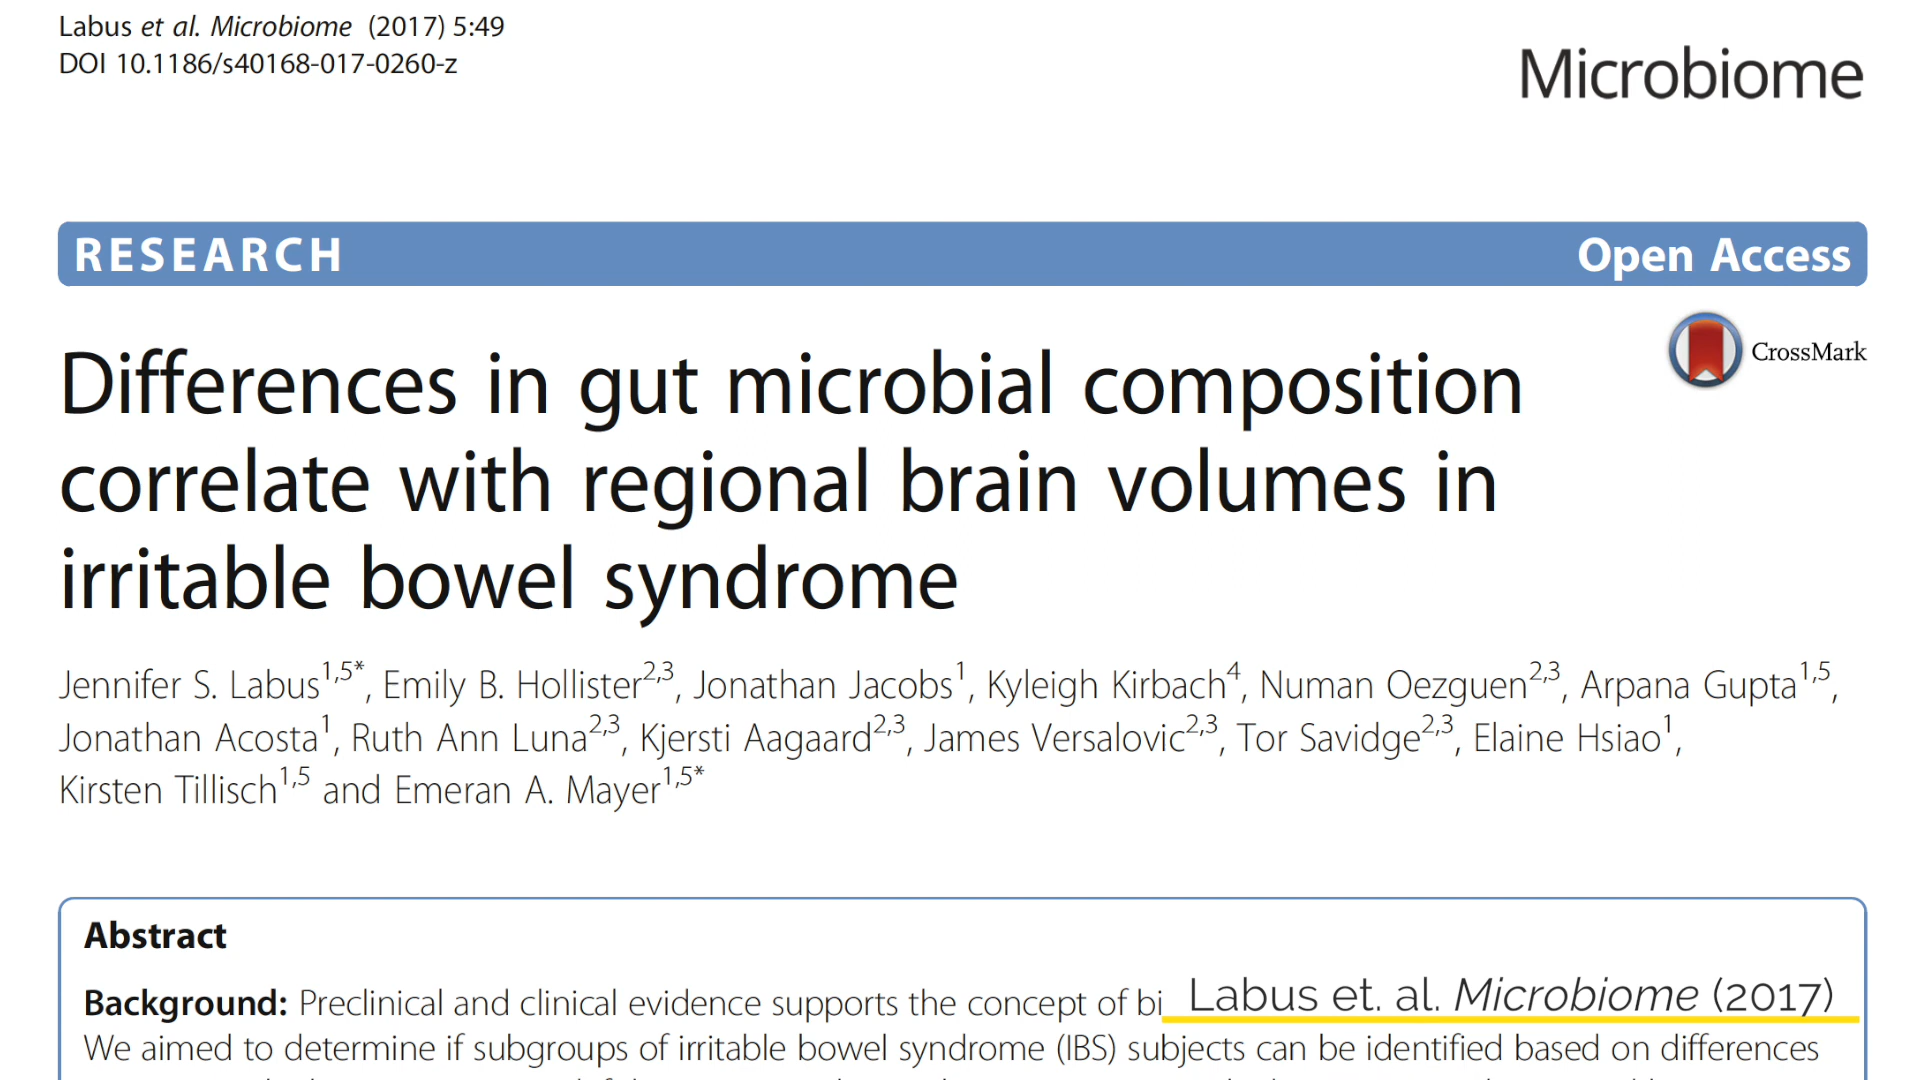 Labus et al. Microbiome (2017) 5:49
DOI 10.1186/s40168-017-0260-z
Microbiome
RESEARCH Open Access
CrossMark
Differences in gut microbial composition
correlate with regional brain volumes in
irritable bowel syndrome
Jennifer S. Labus1,5*, Emily B. Hollister2,3, Jonathan Jacobs1, Kyleigh Kirbach4, Numan Oezguen2,3, Arpana Gupta1,5,
Jonathan Acosta1, Ruth Ann Luna2,3, Kjersti Aagaard2,3, James Versalovic2,3, Tor Savidge2,3, Elaine Hsiao1,
Kirsten Tillisch1,5 and Emeran A. Mayer1,5*
Abstract
Background: Preclinical and clinical evidence supports the concept of bi
Labus et. al. Microbiome (2017)
We aimed to determine if subgroups of irritable bowel syndrome (IBS) subjects can be identified based on differences